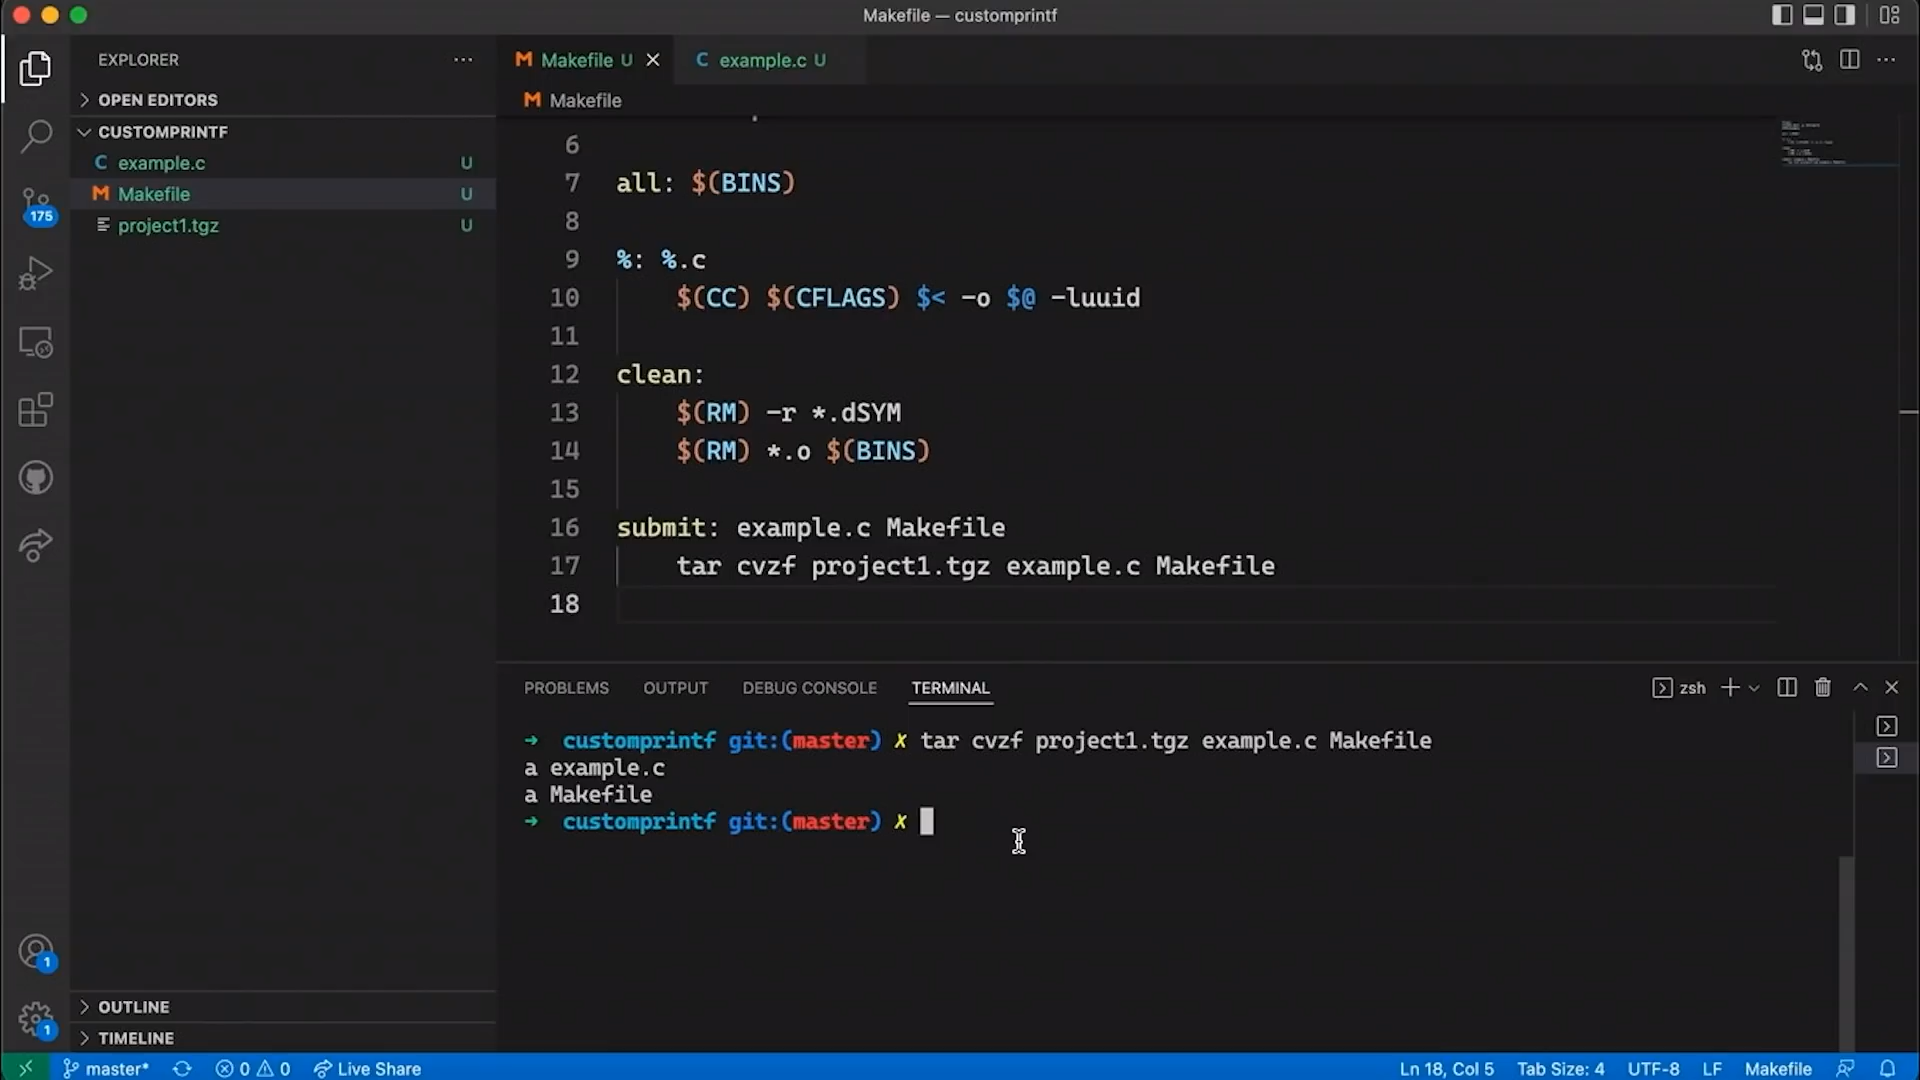 Makefile — customprintf
EXPLORER
OPEN EDITORS
CUSTOMPRINTF
C example.c U
M Makefile U
project1.tgz U
175
1
1
OUTLINE
TIMELINE
M Makefile U
C example.c U
M Makefile
6
7 all: $(BINS)
8
9 %: %.c
10 $(CC) $(CFLAGS) $< -o $@ -luuid
11
12 clean:
13 $(RM) -r *.dSYM
14 $(RM) *.o $(BINS)
15
16 submit: example.c Makefile
17 tar cvzf project1.tgz example.c Makefile
18
PROBLEMS OUTPUT DEBUG CONSOLE TERMINAL
zsh
→ customprintf git:(master) ✗ tar cvzf project1.tgz example.c Makefile
a example.c
a Makefile
→ customprintf git:(master) ✗
master* 0 0 Live Share Ln 18, Col 5 Tab Size: 4 UTF-8 LF Makefile